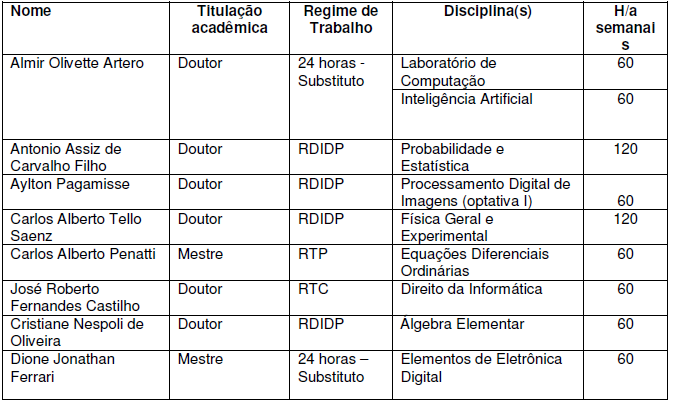 Nome Titulação Regime de Disciplina(s) H/a
acadêmica Trabalho semanai
s
Almir Olivette Artero Doutor 24 horas - Laboratório de 60
Substituto Computação
Inteligência Artificial 60
Antonio Assiz de Doutor RDIDP Probabilidade e 120
Carvalho Filho Estatística
Aylton Pagamisse Doutor RDIDP Processamento Digital de
Imagens (optativa I) 60
Carlos Alberto Tello Doutor RDIDP Física Geral e 120
Saenz Experimental
Carlos Alberto Penatti Mestre RTP Equações Diferenciais 60
Ordinárias
José Roberto Doutor RTC Direito da Informática 60
Fernandes Castilho
Cristiane Nespoli de Doutor RDIDP Álgebra Elementar 60
Oliveira
Dione Jonathan Mestre 24 horas – Elementos de Eletrônica 60
Ferrari Substituto Digital